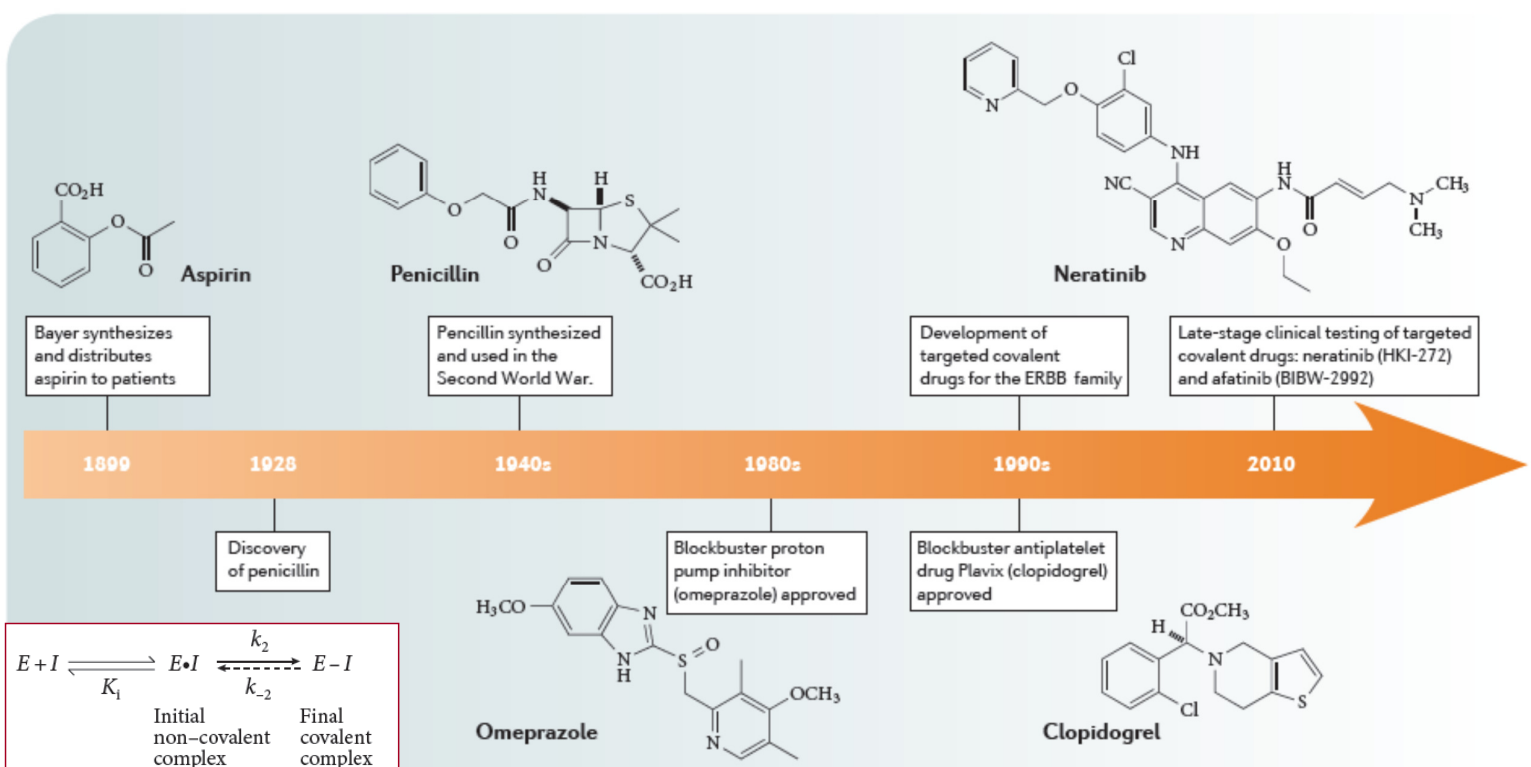 Cl
N
O
NH
CO₂H
O
O
Aspirin
H
N
H
S
O
O
N
O
CO₂H
Penicillin
NC
H
N
O
N
CH₃
CH₃
N
O
Neratinib
Bayer synthesizes
and distributes
aspirin to patients
Pencillin synthesized
and used in the
Second World War.
Development of
targeted covalent
drugs for the ERBB family
Late-stage clinical testing of targeted
covalent drugs: neratinib (HKI-272)
and afatinib (BIBW-2992)
1899
1928
1940s
1980s
1990s
2010
Discovery
of penicillin
Blockbuster proton
pump inhibitor
(omeprazole) approved
Blockbuster antiplatelet
drug Plavix (clopidogrel)
approved
H₃CO
N
N
H
S
O
OCH₃
N
Omeprazole
CO₂CH₃
H
N
Cl
S
Clopidogrel
E + I Kᵢ E•I k₂ k₋₂ E – I
Initial
non–covalent
complex
Final
covalent
complex